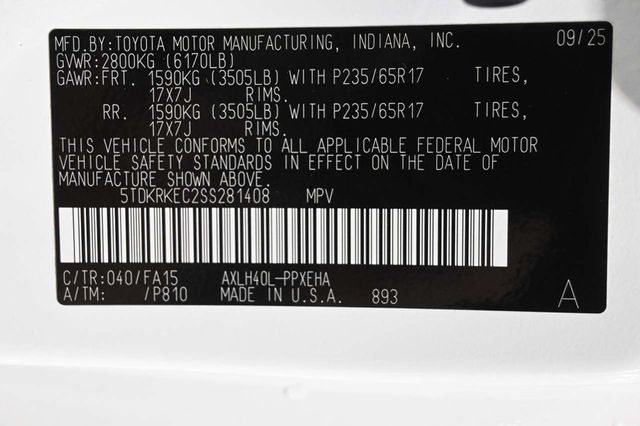 MFD.BY:TOYOTA MOTOR MANUFACTURING, INDIANA, INC. 09/25
GVWR:2800KG (6170LB)
GAWR:FRT. 1590KG (3505LB) WITH P235/65R17 TIRES,
17X7J RIMS.
RR. 1590KG (3505LB) WITH P235/65R17 TIRES,
17X7J RIMS.
THIS VEHICLE CONFORMS TO ALL APPLICABLE FEDERAL MOTOR
VEHICLE SAFETY STANDARDS IN EFFECT ON THE DATE OF
MANUFACTURE SHOWN ABOVE.
5TDKRKEC2SS281408 MPV
C/TR:040/FA15 AXLH40L-PPXEHA
A/TM: /P810 MADE IN U.S.A. 893 A